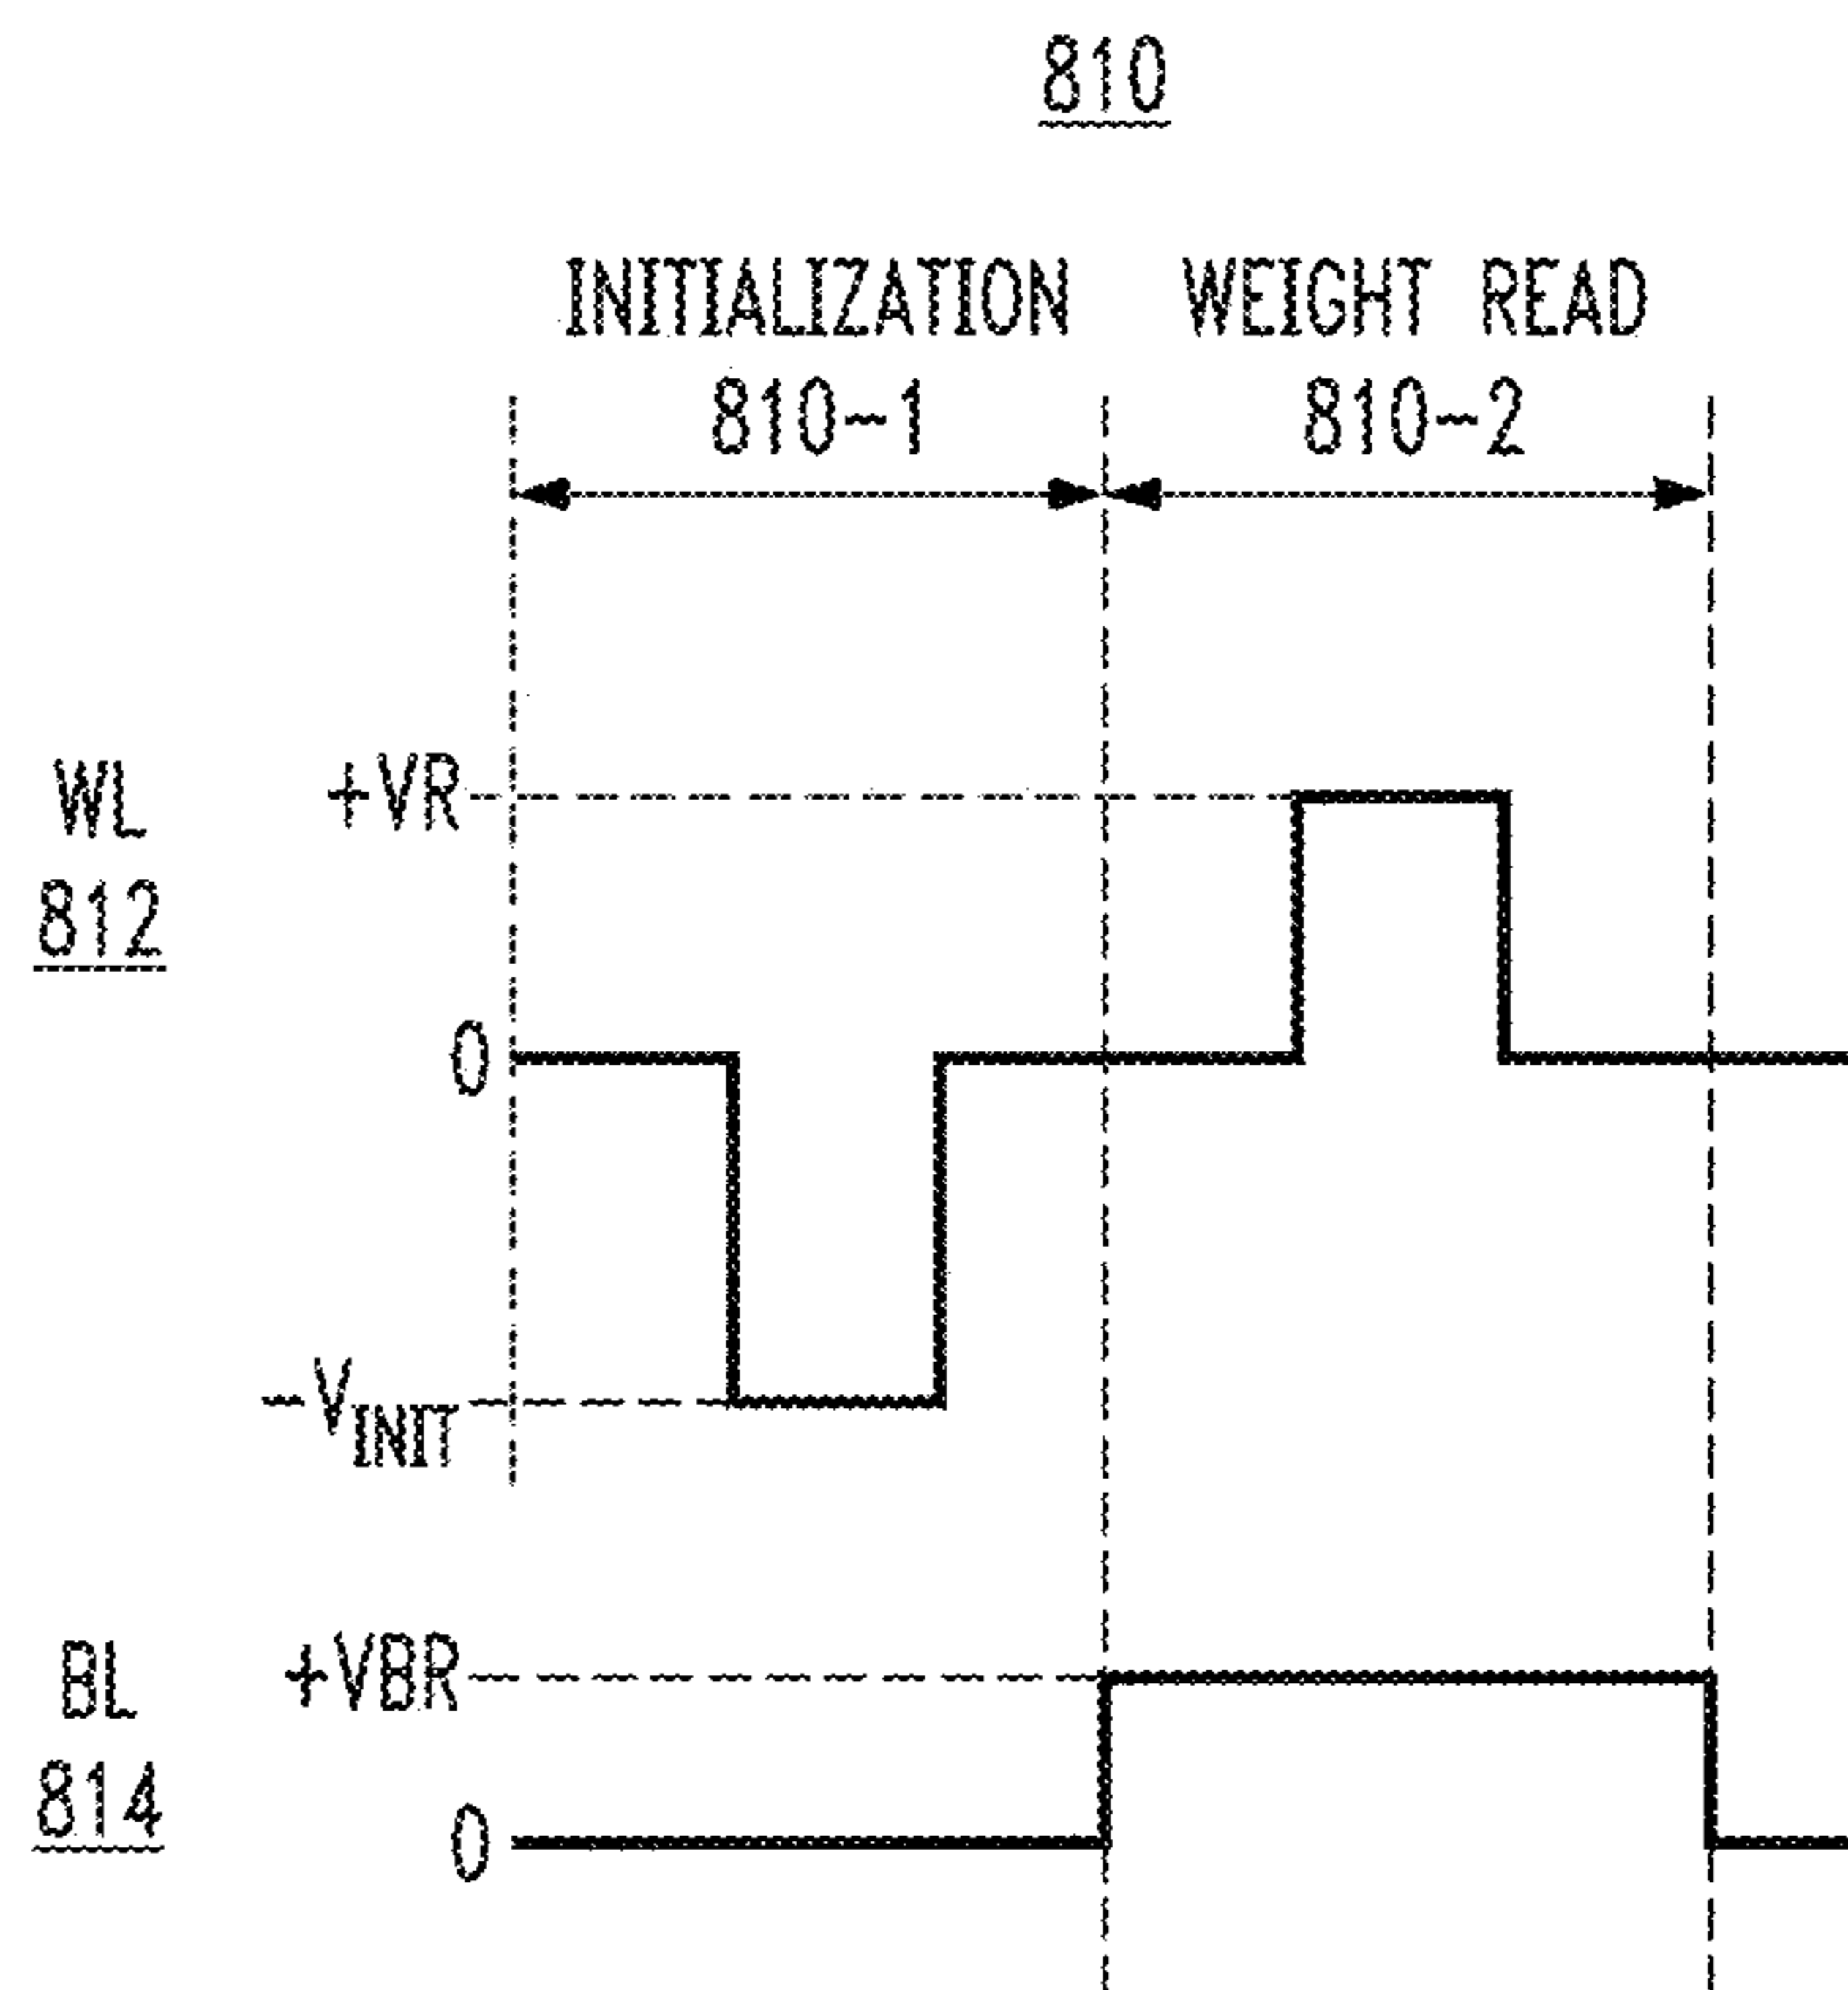 810
INITIALIZATION WEIGHT READ
810-1 810-2
+VR
WL
812
0
-VINIT
+VBR
BL
814
0